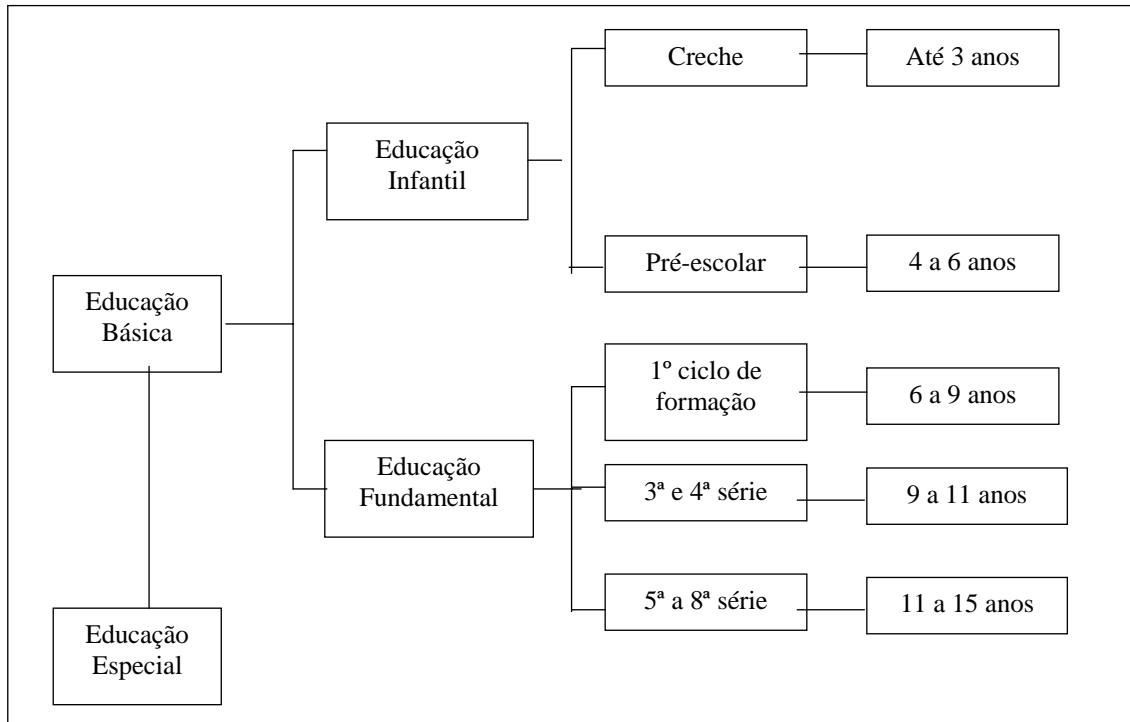 Creche
Até 3 anos
Educação
Infantil
Pré-escolar
4 a 6 anos
Educação
Básica
1º ciclo de
formação
6 a 9 anos
Educação
Fundamental
3ª e 4ª série
9 a 11 anos
5ª a 8ª série
11 a 15 anos
Educação
Especial